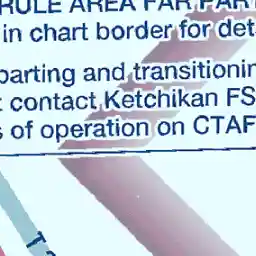 RULE AREA FAR PAR
in chart border for det
parting and transitionin
contact Ketchikan FS
of operation on CTAF
T